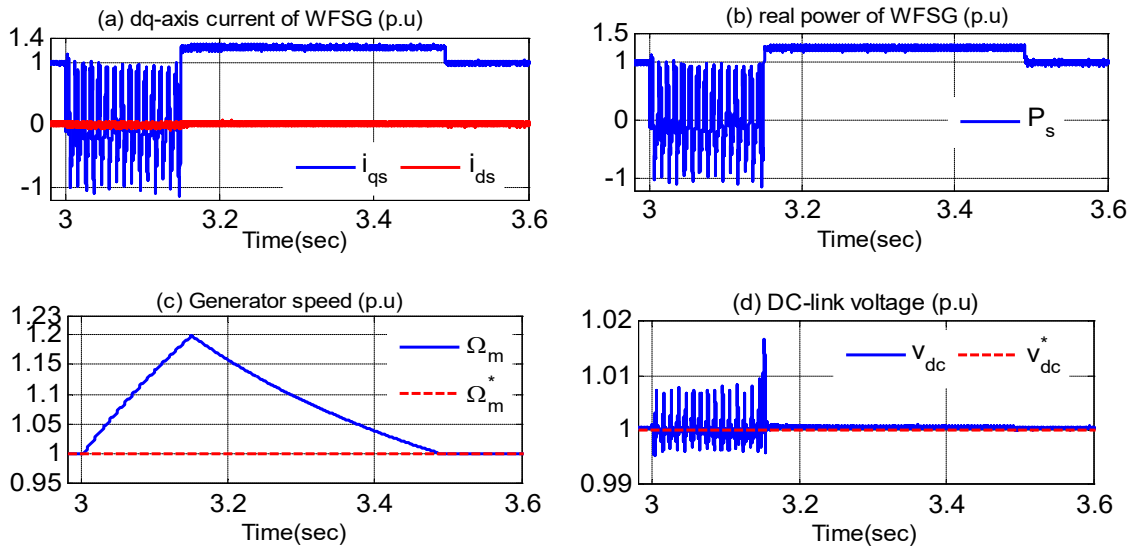 (a) dq-axis current of WFSG (p.u)
1.5
1
0
-1
i_qs i_ds
3 3.2 3.4 3.6
Time(sec)
(b) real power of WFSG (p.u)
1.5
1
0
-1
P_s
3 3.2 3.4 3.6
Time(sec)
(c) Generator speed (p.u)
1.23
1.2
1.15
1.1
1.05
1
0.95
Ω_m
Ω*_m
3 3.2 3.4 3.6
Time(sec)
(d) DC-link voltage (p.u)
1.02
1.01
1
0.99
v_dc v*_dc
3 3.2 3.4 3.6
Time(sec)